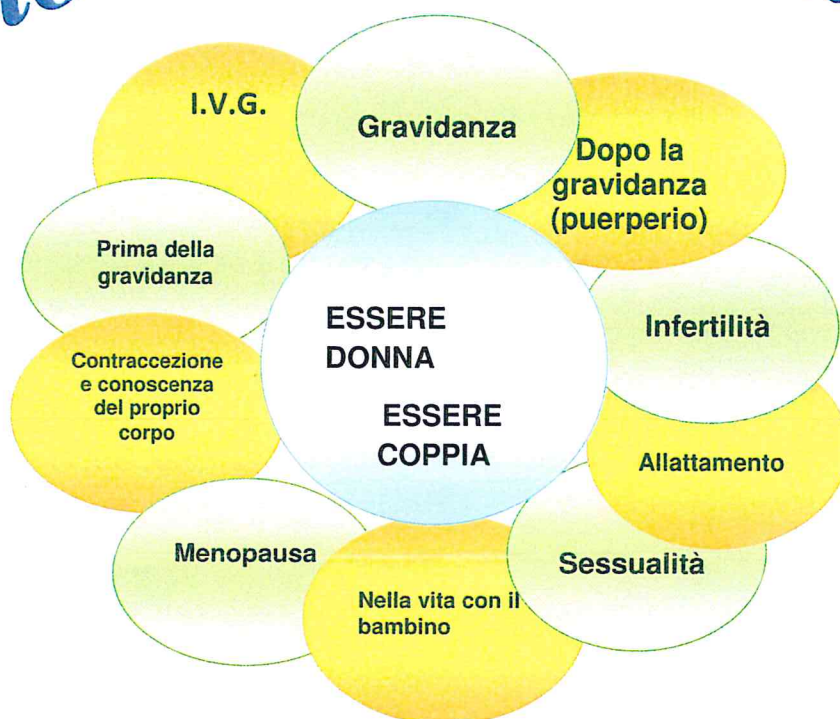 I.V.G.
Gravidanza
Dopo la
gravidanza
(puerperio)
Prima della
gravidanza
ESSERE
DONNA
Infertilità
Contraccezione
e conoscenza
del proprio
corpo
ESSERE
COPPIA
Allattamento
Menopausa
Sessualità
Nella vita con il
bambino